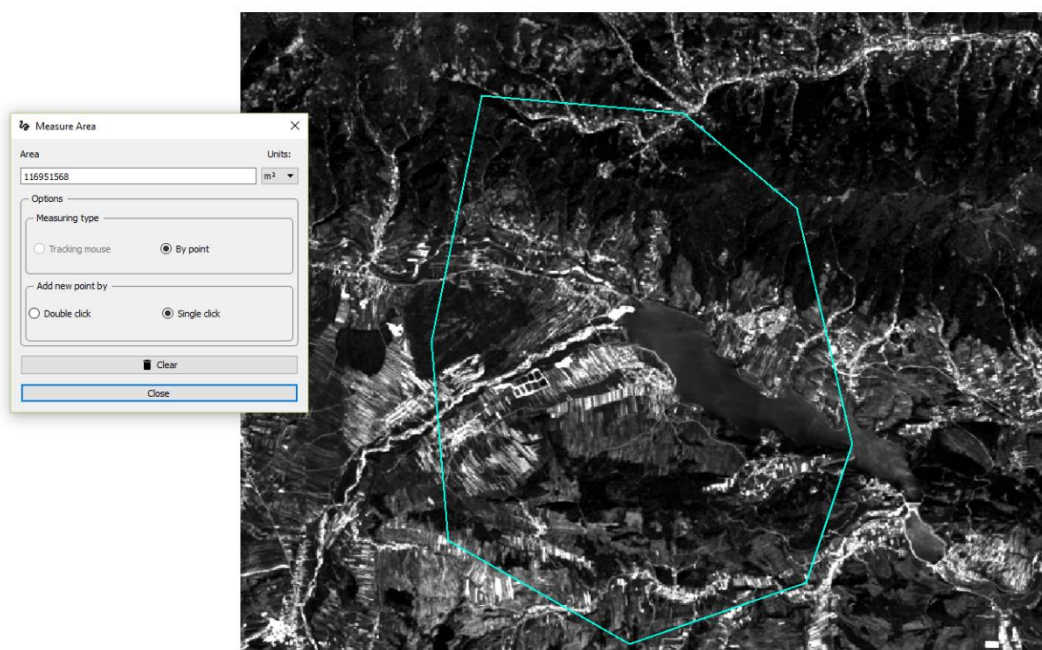 Measure Area
Area Units:
116951568 m²
Options
Measuring type
Tracking mouse By point
Add new point by
Double click Single click
Clear
Close